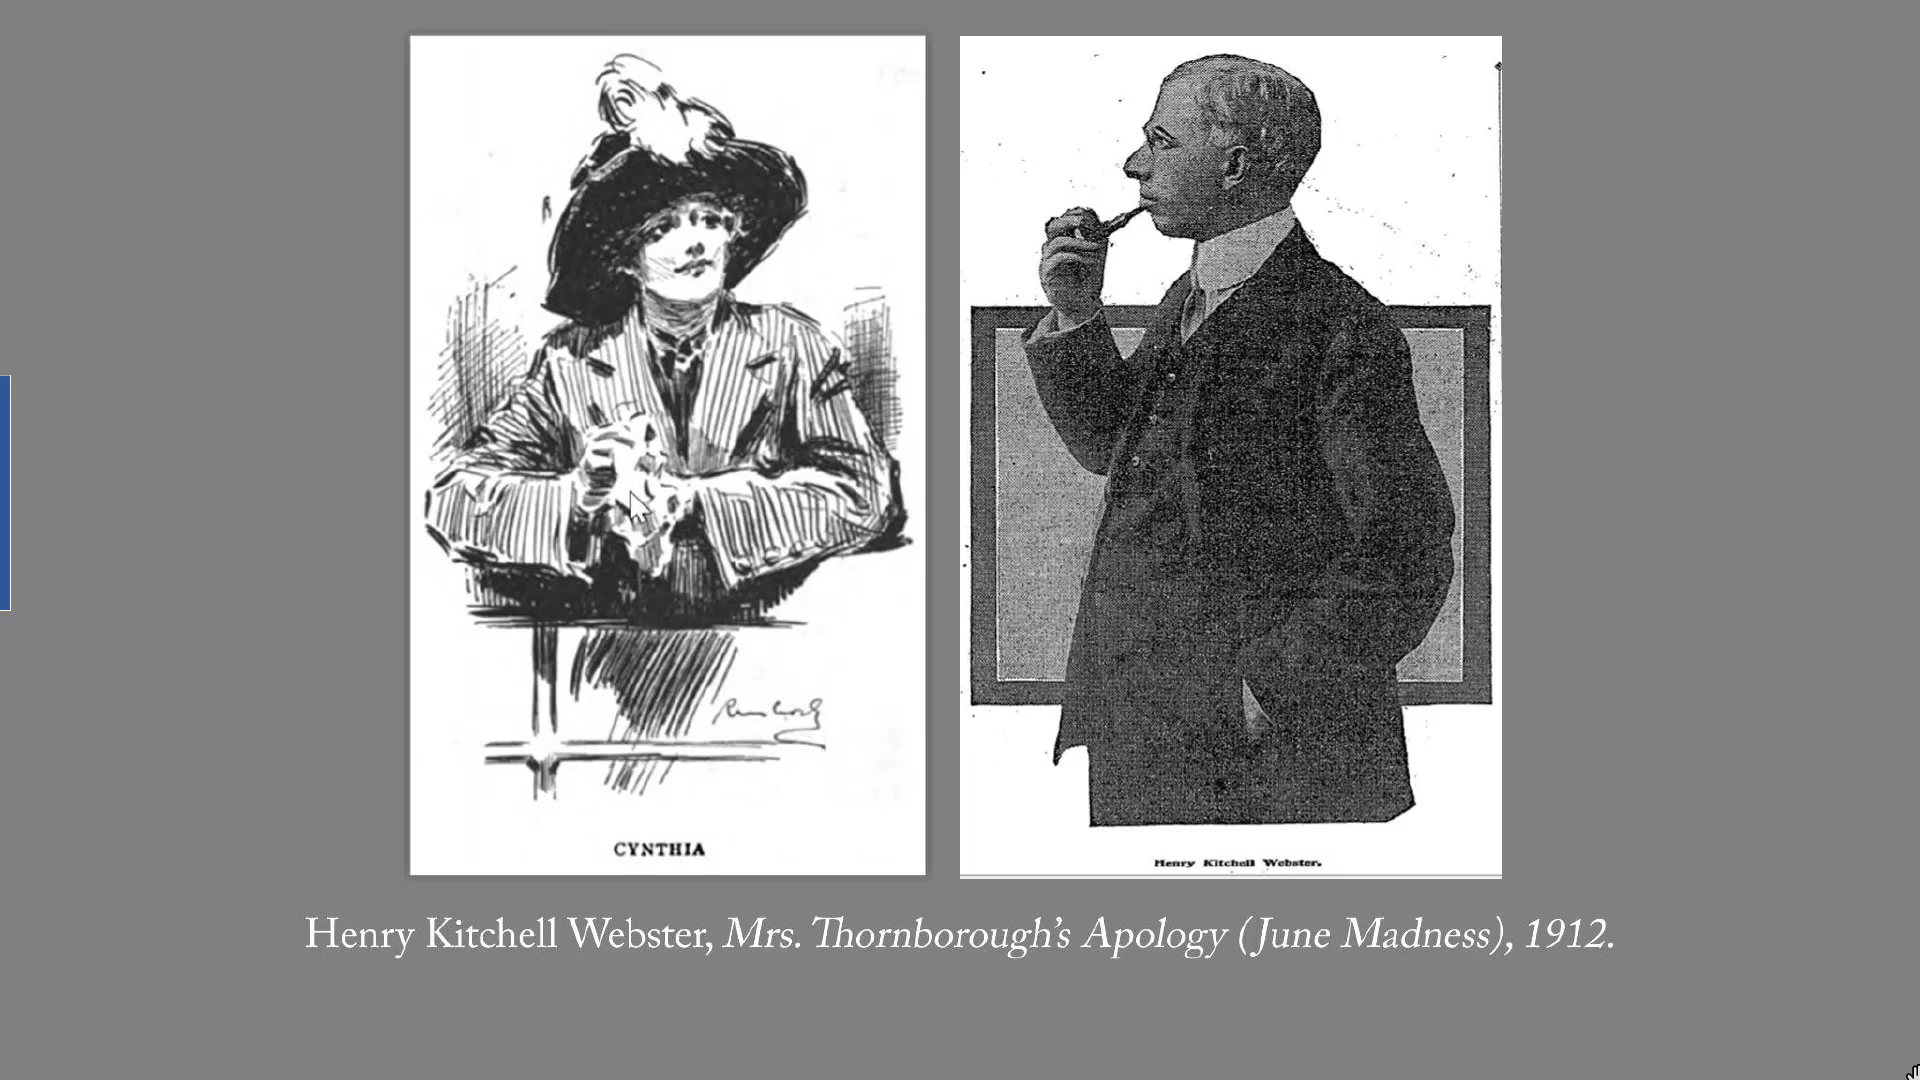 CYNTHIA
Henry Kitchell Webster.
Henry Kitchell Webster, Mrs. Thornborough’s Apology (June Madness), 1912.